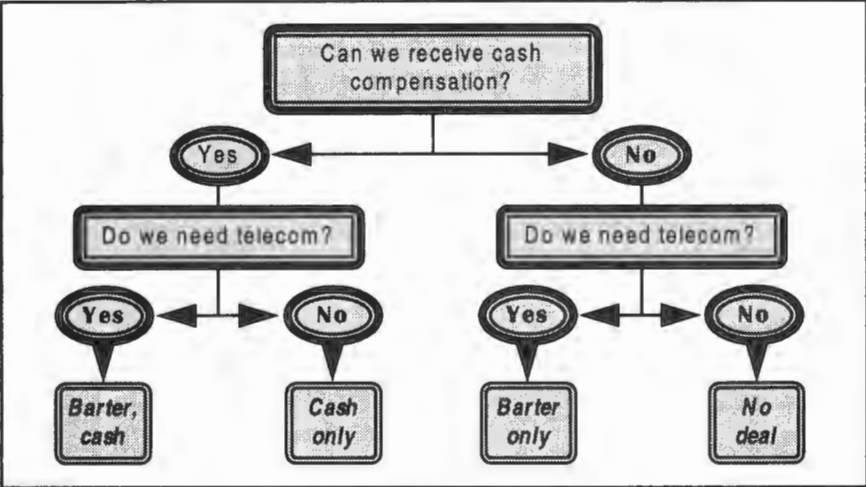 Can we receive cash
compensation?
Yes
No
Do we need telecom?
Do we need telecom?
Yes
No
Yes
No
Barter,
cash
Cash
only
Barter
only
No
deal